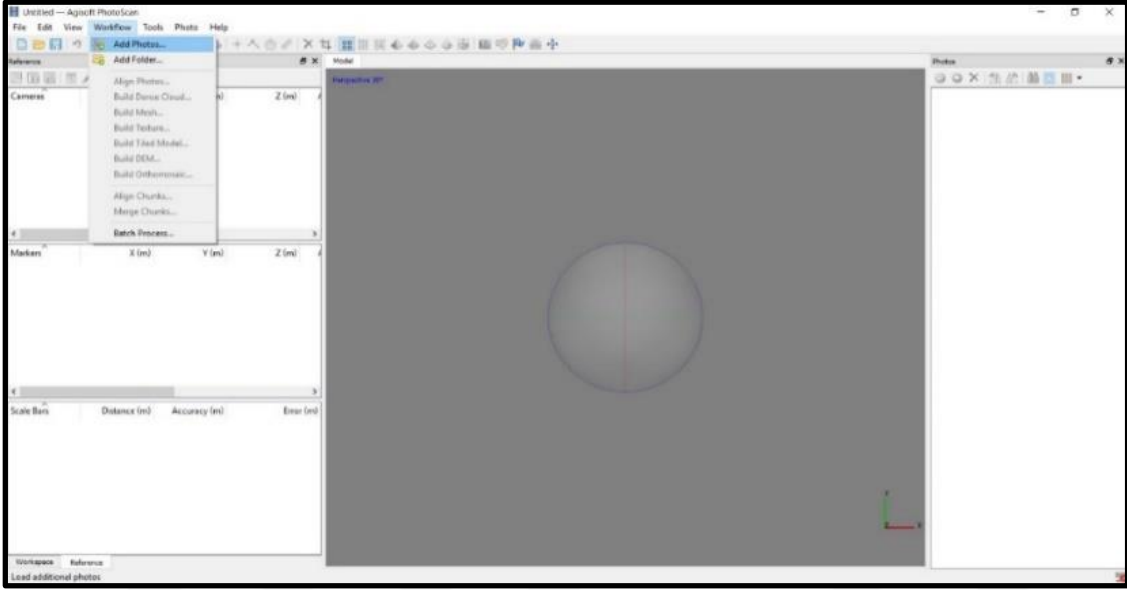 Untitled — Agisoft PhotoScan
File Edit View Workflow Tools Photo Help
Add Photos...
Add Folder...
Align Photos...
Build Dense Cloud...
Build Mesh...
Build Texture...
Build Tiled Model...
Build DEM...
Build Orthomosaic...
Align Chunks...
Merge Chunks...
Batch Process...
Reference
Cameras Z (m)
Markers X (m) Y (m) Z (m)
Scale Bars Distance (m) Accuracy (m) Error (m)
Workspace Reference
Load additional photos
Model
Perspective 30°
Y
X
Photos